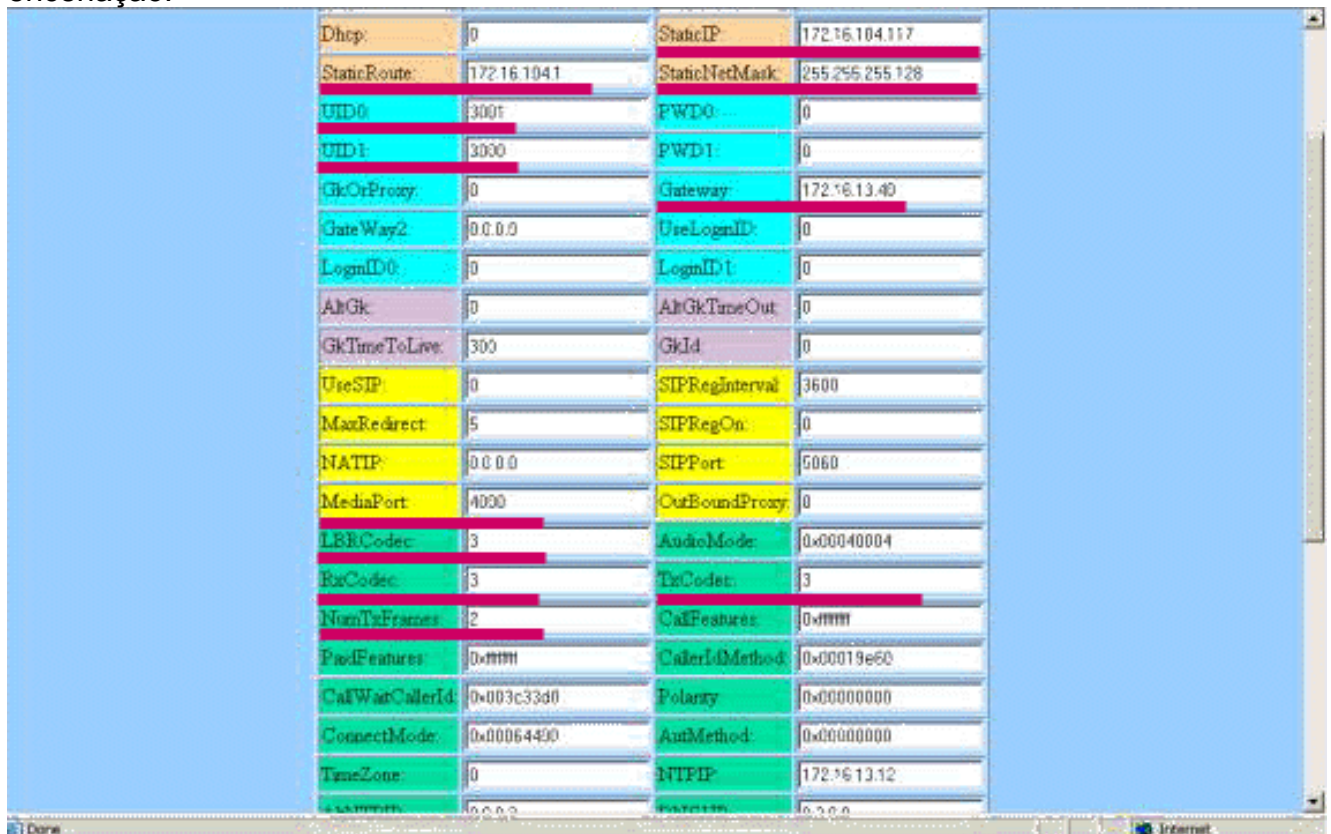 Dhcp: 0 StaticIP: 172.16.104.117
StaticRoute: 172.16.104.1 StaticNetMask: 255.255.255.128
UID0: 3001 PWD0: 0
UID1: 3000 PWD1: 0
GkOrProxy: 0 Gateway: 172.16.13.40
GateWay2: 0.0.0.0 UseLoginID: 0
LoginID0: 0 LoginID1: 0
AltGk: 0 AltGkTimeOut: 0
GkTimeToLive: 300 GkId: 0
UseSIP: 0 SIPRegInterval: 3600
MaxRedirect: 5 SIPRegOn: 0
NATIP: 0.0.0.0 SIPPort: 5060
MediaPort: 4000 OutBoundProxy: 0
LBRCodec: 3 AudioMode: 0x00040004
RxCodec: 3 TxCodec: 3
NumTxFrames: 2 CallFeatures:
PaidFeatures: CallerIdMethod: 0x00019e60
CallWaitCallerId: 0x003c33d0 Polarity: 0x00000000
ConnectMode: 0x00064400 AutMethod: 0x00000000
TimeZone: 0 NTPIP: 172.16.13.12
Done Internet